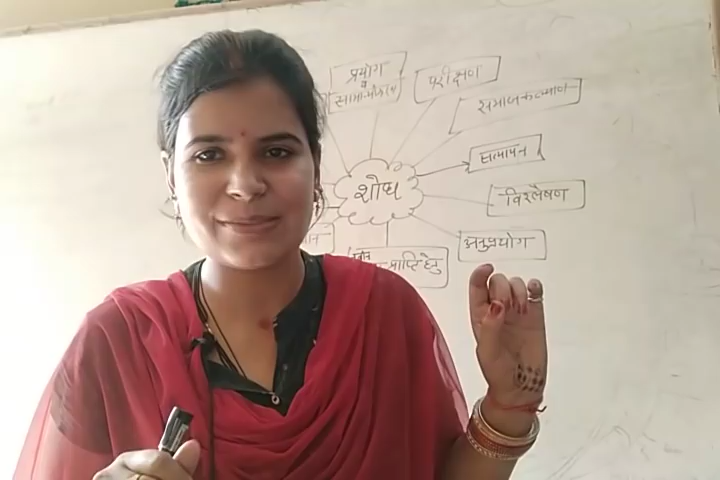 प्रयोग
व
सामान्यीकरण
परीक्षण
समाजकल्याण
सत्यापन
शोध
विश्लेषण
अनुप्रयोग
ज्ञान
प्राप्ति हेतु